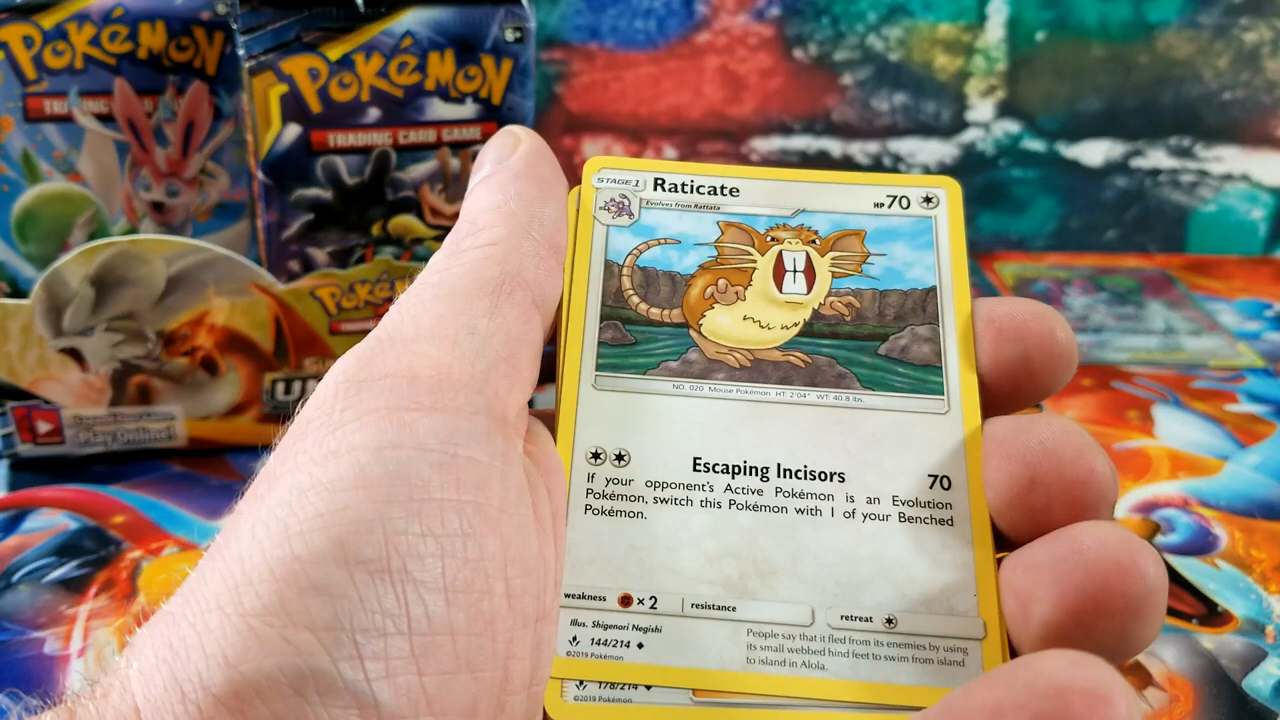 POKéMON
POKéMON
6+
TRADING CARD GAME
STAGE 1
Raticate
HP 70
Evolves from Rattata
NO. 020 Mouse Pokémon HT: 2'04" WT: 40.8 lbs.
Escaping Incisors 70
If your opponent's Active Pokémon is an Evolution
Pokémon, switch this Pokémon with 1 of your Benched
Pokémon.
weakness × 2 resistance
retreat
Illus. Shigenori Negishi
144/214
©2019 Pokémon
People say that it fled from its enemies by using
its small webbed hind feet to swim from island
to island in Alola.
178/214
©2019 Pokémon
Play Online!